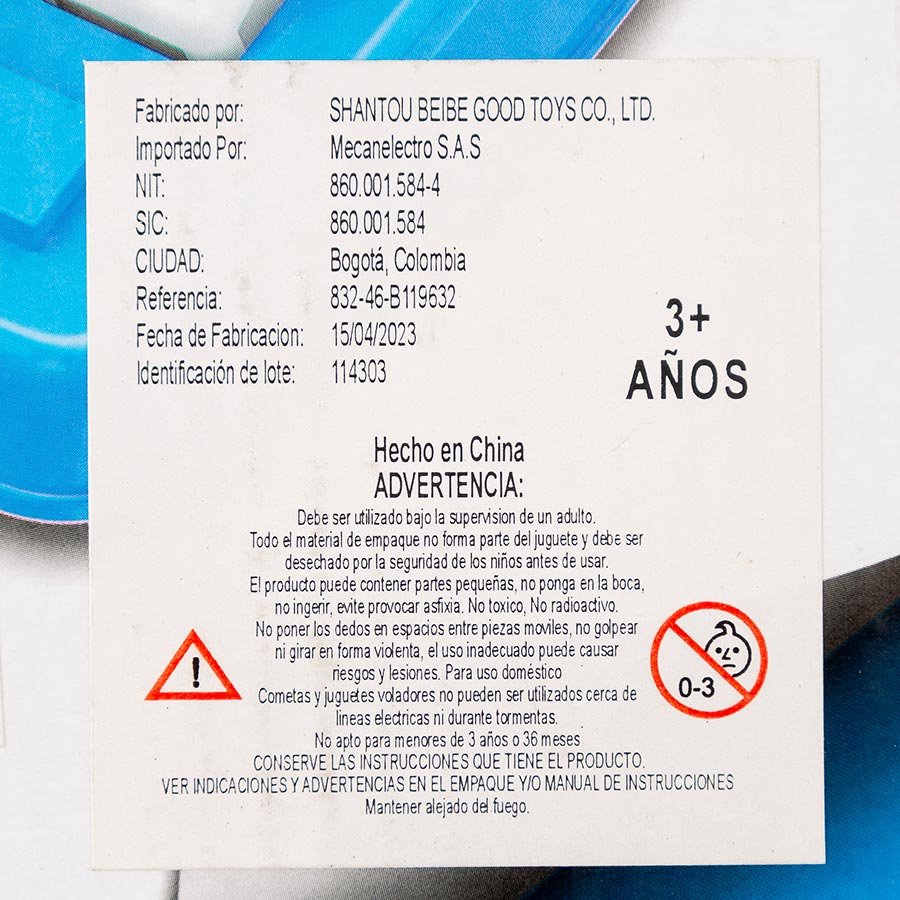 Fabricado por: SHANTOU BEIBE GOOD TOYS CO., LTD.
Importado Por: Mecanelectro S.A.S
NIT: 860.001.584-4
SIC: 860.001.584
CIUDAD: Bogotá, Colombia
Referencia: 832-46-B119632
Fecha de Fabricacion: 15/04/2023
Identificación de lote: 114303
3+
AÑOS
Hecho en China
ADVERTENCIA:
Debe ser utilizado bajo la supervision de un adulto.
Todo el material de empaque no forma parte del juguete y debe ser
desechado por la seguridad de los niños antes de usar.
El producto puede contener partes pequeñas, no ponga en la boca,
no ingerir, evite provocar asfixia. No toxico, No radioactivo.
No poner los dedos en espacios entre piezas moviles, no golpear
ni girar en forma violenta, el uso inadecuado puede causar
riesgos y lesiones. Para uso doméstico
Cometas y juguetes voladores no pueden ser utilizados cerca de
lineas electricas ni durante tormentas.
No apto para menores de 3 años o 36 meses
CONSERVE LAS INSTRUCCIONES QUE TIENE EL PRODUCTO.
VER INDICACIONES Y ADVERTENCIAS EN EL EMPAQUE Y/O MANUAL DE INSTRUCCIONES
Mantener alejado del fuego.
!
0-3